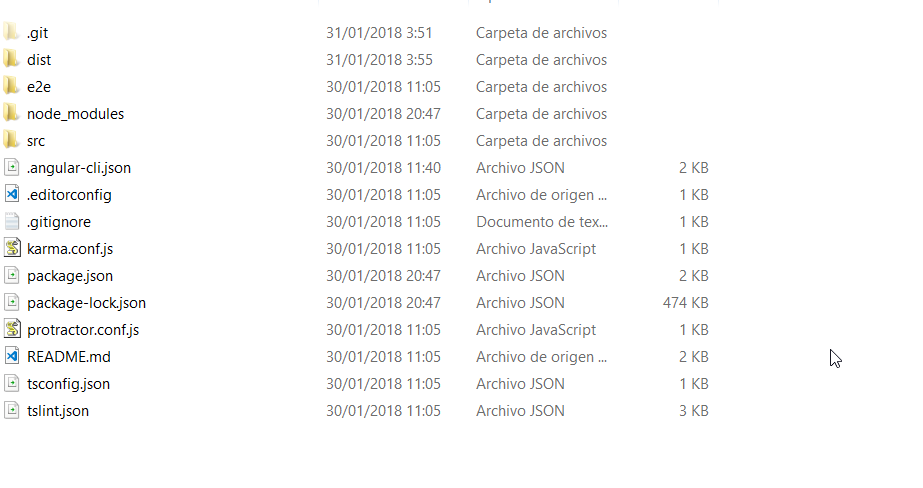 .git 31/01/2018 3:51 Carpeta de archivos
dist 31/01/2018 3:55 Carpeta de archivos
e2e 30/01/2018 11:05 Carpeta de archivos
node_modules 30/01/2018 20:47 Carpeta de archivos
src 30/01/2018 11:05 Carpeta de archivos
.angular-cli.json 30/01/2018 11:40 Archivo JSON 2 KB
.editorconfig 30/01/2018 11:05 Archivo de origen ... 1 KB
.gitignore 30/01/2018 11:05 Documento de tex... 1 KB
karma.conf.js 30/01/2018 11:05 Archivo JavaScript 1 KB
package.json 30/01/2018 20:47 Archivo JSON 2 KB
package-lock.json 30/01/2018 20:47 Archivo JSON 474 KB
protractor.conf.js 30/01/2018 11:05 Archivo JavaScript 1 KB
README.md 30/01/2018 11:05 Archivo de origen ... 2 KB
tsconfig.json 30/01/2018 11:05 Archivo JSON 1 KB
tslint.json 30/01/2018 11:05 Archivo JSON 3 KB